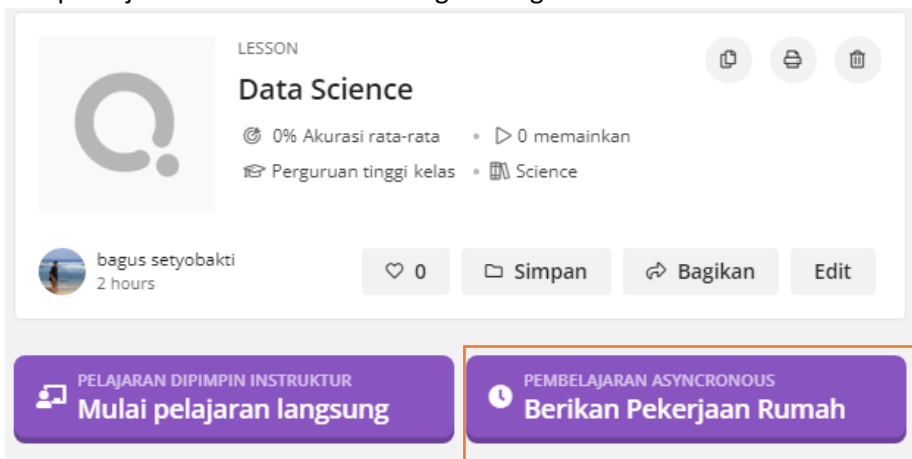 LESSON
Data Science
0% Akurasi rata-rata • 0 memainkan
Perguruan tinggi kelas • Science
bagus setyobakti
2 hours
0 Simpan Bagikan Edit
PELAJARAN DIPIMPIN INSTRUKTUR
Mulai pelajaran langsung
PEMBELAJARAN ASYNCRONOUS
Berikan Pekerjaan Rumah